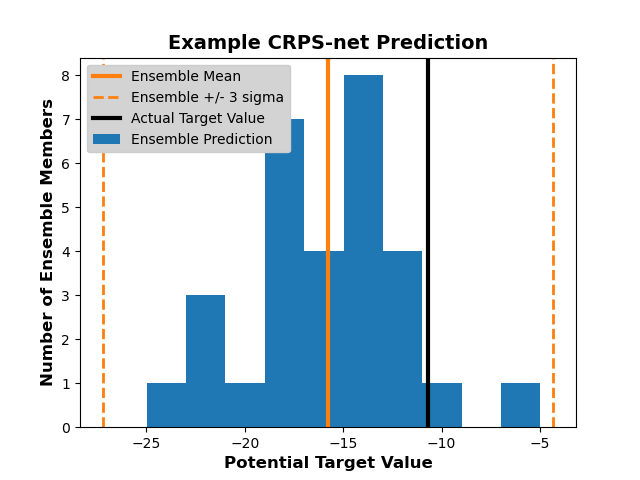 Example CRPS-net Prediction
Ensemble Mean
Ensemble +/- 3 sigma
Actual Target Value
Ensemble Prediction
Number of Ensemble Members
8
7
6
5
4
3
2
1
0
−25
−20
−15
−10
−5
Potential Target Value